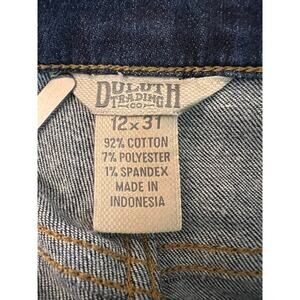 DULUTH
TRADING
CO
12x31
92% COTTON
7% POLYESTER
1% SPANDEX
MADE IN
INDONESIA